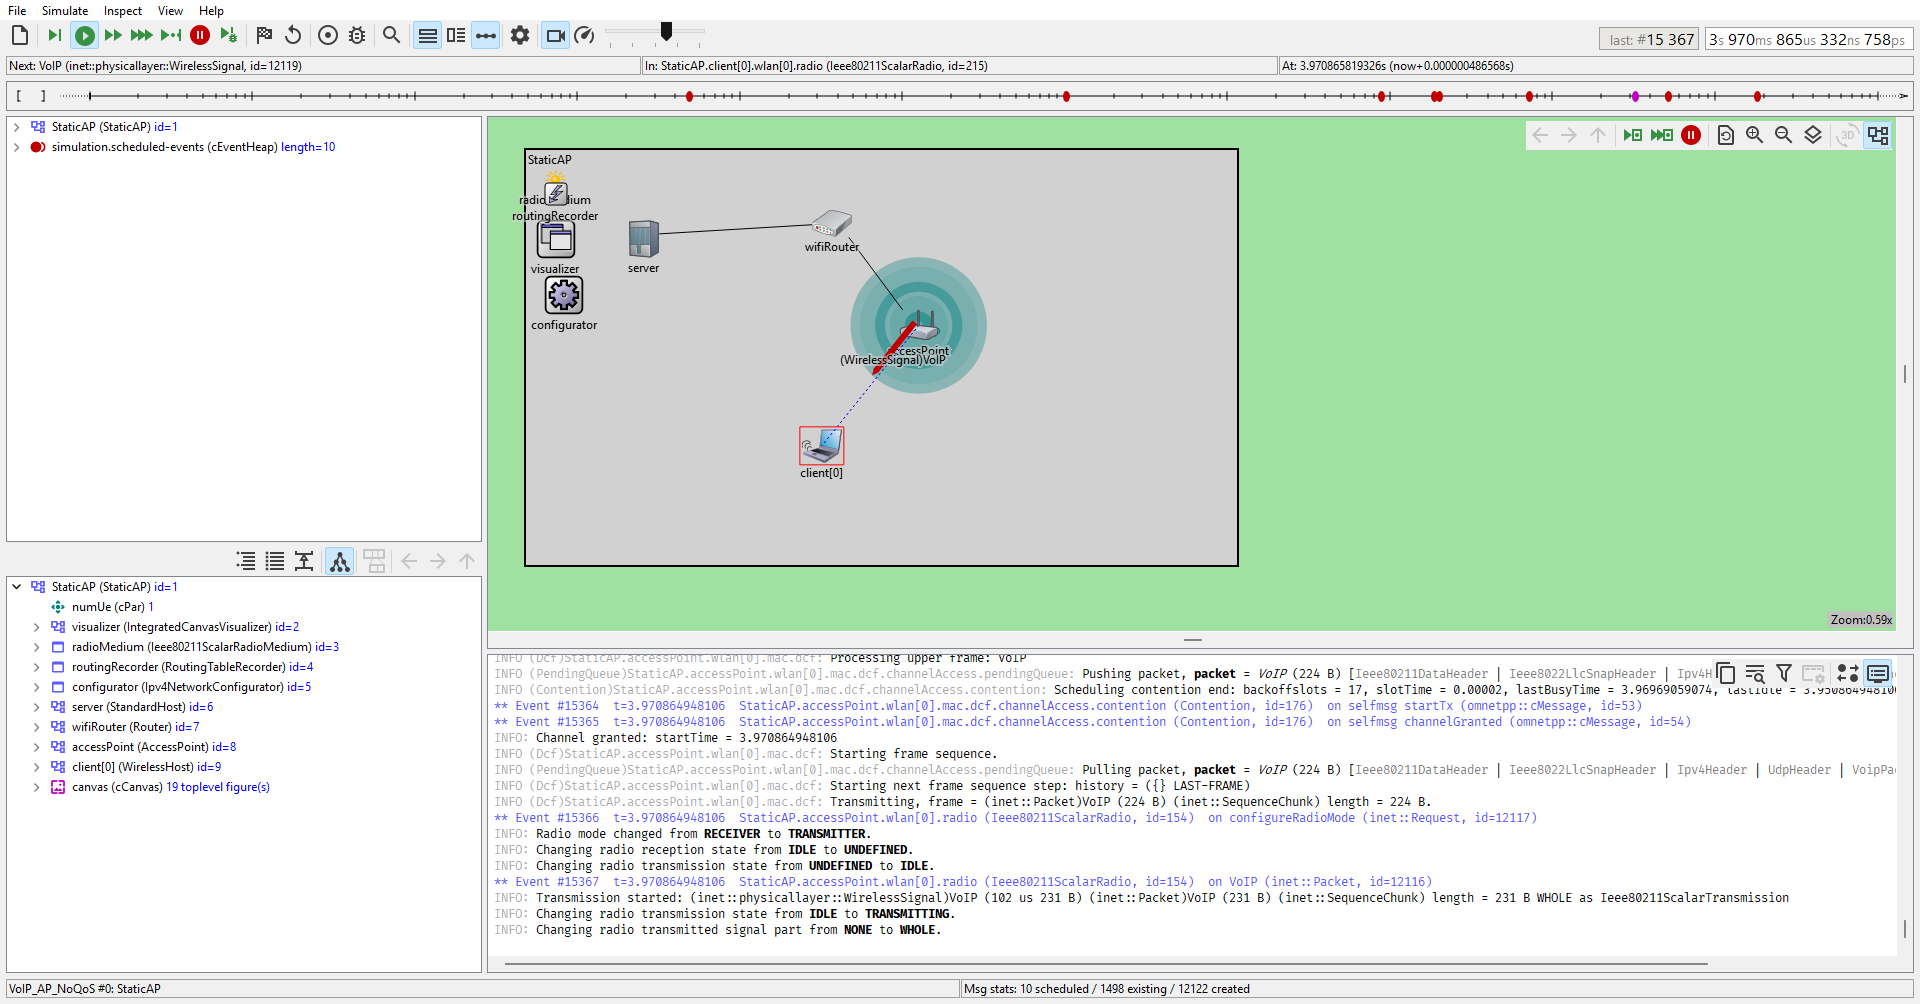 File Simulate Inspect View Help
last: #15 367
3s 970ms 865us 332ns 758ps
Next: VoIP (inet::physicallayer::WirelessSignal, id=12119)
In: StaticAP.client[0].wlan[0].radio (Ieee80211ScalarRadio, id=215)
At: 3.970865819326s (now+0.000000486568s)
[ ]
StaticAP (StaticAP) id=1
simulation.scheduled-events (cEventHeap) length=10
3D
StaticAP
routingRecorder
visualizer
configurator
server
wifiRouter
(WirelessSignal)VoIP
client[0]
Zoom:0.59x
StaticAP (StaticAP) id=1
numUe (cPar) 1
visualizer (IntegratedCanvasVisualizer) id=2
radioMedium (Ieee80211ScalarRadioMedium) id=3
routingRecorder (RoutingTableRecorder) id=4
configurator (Ipv4NetworkConfigurator) id=5
server (StandardHost) id=6
wifiRouter (Router) id=7
accessPoint (AccessPoint) id=8
client[0] (WirelessHost) id=9
canvas (cCanvas) 19 toplevel figure(s)
INFO (Dcf)StaticAP.accessPoint.wlan[0].mac.dcf: Processing upper frame: VoIP
INFO (PendingQueue)StaticAP.accessPoint.wlan[0].mac.dcf.channelAccess.pendingQueue: Pushing packet, packet = VoIP (224 B) [Ieee80211DataHeader | Ieee8022LlcSnapHeader | Ipv4H
INFO (Contention)StaticAP.accessPoint.wlan[0].mac.dcf.channelAccess.contention: Scheduling contention end: backoffslots = 17, slotTime = 0.00002, lastBusyTime = 3.96969059074, lastIdle = 3.9508649481
** Event #15364 t=3.970864948106 StaticAP.accessPoint.wlan[0].mac.dcf.channelAccess.contention (Contention, id=176) on selfmsg startTx (omnetpp::cMessage, id=53)
** Event #15365 t=3.970864948106 StaticAP.accessPoint.wlan[0].mac.dcf.channelAccess.contention (Contention, id=176) on selfmsg channelGranted (omnetpp::cMessage, id=54)
INFO: Channel granted: startTime = 3.970864948106
INFO (Dcf)StaticAP.accessPoint.wlan[0].mac.dcf: Starting frame sequence.
INFO (PendingQueue)StaticAP.accessPoint.wlan[0].mac.dcf.channelAccess.pendingQueue: Pulling packet, packet = VoIP (224 B) [Ieee80211DataHeader | Ieee8022LlcSnapHeader | Ipv4Header | UdpHeader | VoipPa
INFO (Dcf)StaticAP.accessPoint.wlan[0].mac.dcf: Starting next frame sequence step: history = ({} LAST-FRAME)
INFO (Dcf)StaticAP.accessPoint.wlan[0].mac.dcf: Transmitting, frame = (inet::Packet)VoIP (224 B) (inet::SequenceChunk) length = 224 B.
** Event #15366 t=3.970864948106 StaticAP.accessPoint.wlan[0].radio (Ieee80211ScalarRadio, id=154) on configureRadioMode (inet::Request, id=12117)
INFO: Radio mode changed from RECEIVER to TRANSMITTER.
INFO: Changing radio reception state from IDLE to UNDEFINED.
INFO: Changing radio transmission state from UNDEFINED to IDLE.
** Event #15367 t=3.970864948106 StaticAP.accessPoint.wlan[0].radio (Ieee80211ScalarRadio, id=154) on VoIP (inet::Packet, id=12116)
INFO: Transmission started: (inet::physicallayer::WirelessSignal)VoIP (102 us 231 B) (inet::Packet)VoIP (231 B) (inet::SequenceChunk) length = 231 B WHOLE as Ieee80211ScalarTransmission
INFO: Changing radio transmission state from IDLE to TRANSMITTING.
INFO: Changing radio transmitted signal part from NONE to WHOLE.
VoIP_AP_NoQoS #0: StaticAP
Msg stats: 10 scheduled / 1498 existing / 12122 created